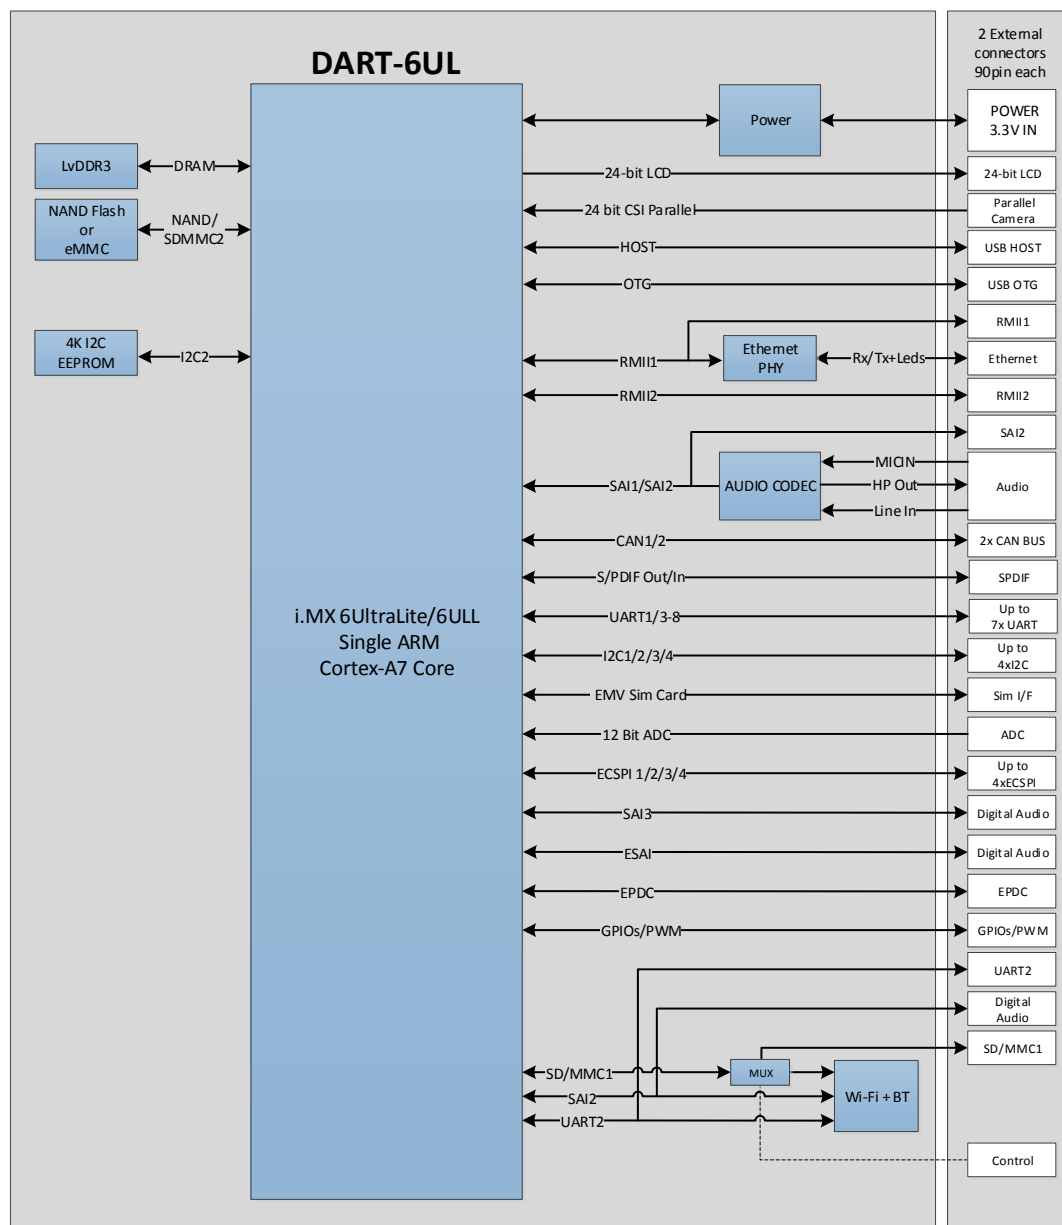 DART-6UL
2 External
connectors
90pin each
Power
POWER
3.3V IN
LvDDR3
DRAM
24-bit LCD
24-bit LCD
NAND Flash
or
eMMC
NAND/
SDMMC2
24 bit CSI Parallel
Parallel
Camera
HOST
USB HOST
OTG
USB OTG
RMII1
4K I2C
EEPROM
I2C2
RMII1
Ethernet
PHY
Rx/Tx+Leds
Ethernet
RMII2
RMII2
SAI2
SAI1/SAI2
AUDIO CODEC
MICIN
HP Out
Line In
Audio
CAN1/2
2x CAN BUS
S/PDIF Out/In
SPDIF
i.MX 6UltraLite/6ULL
Single ARM
Cortex-A7 Core
UART1/3-8
Up to
7x UART
I2C1/2/3/4
Up to
4xI2C
EMV Sim Card
Sim I/F
12 Bit ADC
ADC
ECSPI 1/2/3/4
Up to
4xECSPI
SAI3
Digital Audio
ESAI
Digital Audio
EPDC
EPDC
GPIOs/PWM
GPIOs/PWM
UART2
Digital
Audio
SD/MMC1
SD/MMC1
MUX
SAI2
UART2
Wi-Fi + BT
Control